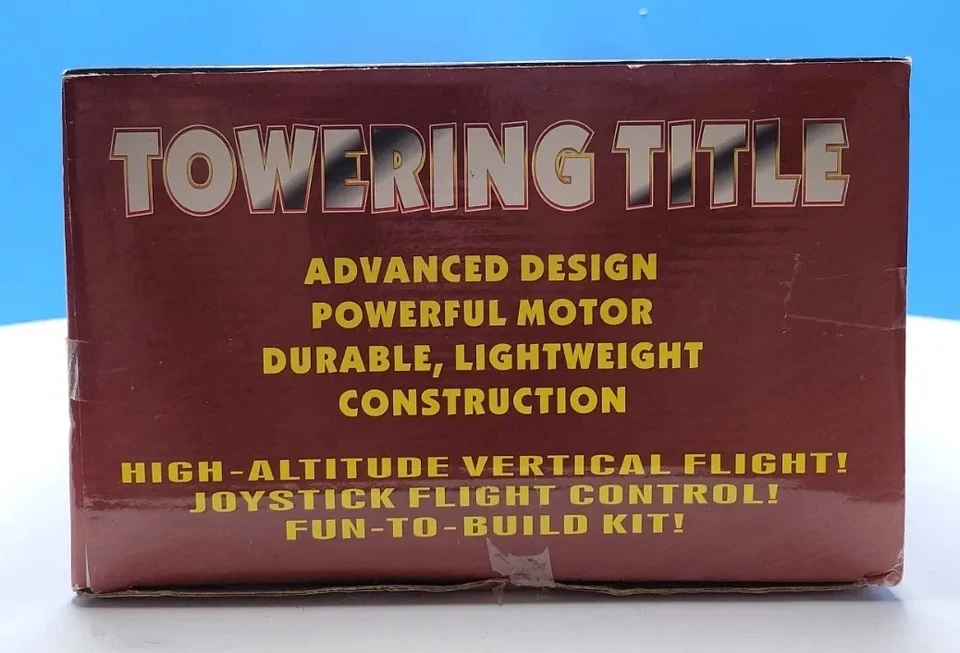 TOWERING TITLE
ADVANCED DESIGN
POWERFUL MOTOR
DURABLE, LIGHTWEIGHT
CONSTRUCTION
HIGH-ALTITUDE VERTICAL FLIGHT!
JOYSTICK FLIGHT CONTROL!
FUN-TO-BUILD KIT!